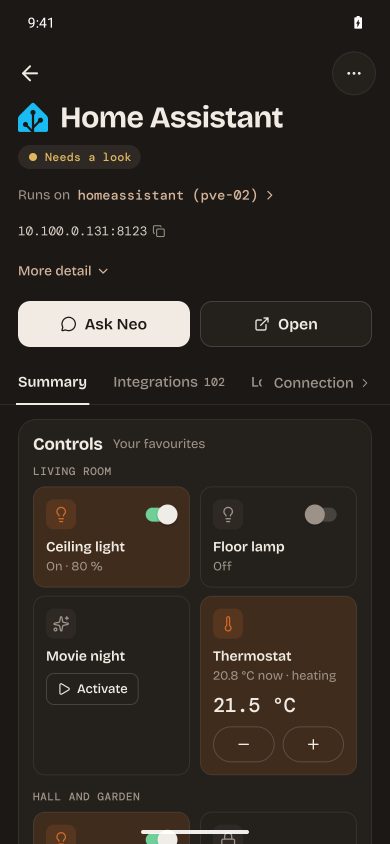 9:41
Home Assistant
Needs a look
Runs on homeassistant (pve-02)
10.100.0.131:8123
More detail
Ask Neo
Open
Summary Integrations 102 Connection
Controls Your favourites
LIVING ROOM
Ceiling light
On · 80 %
Floor lamp
Off
Movie night
Activate
Thermostat
20.8 °C now · heating
21.5 °C
− +
HALL AND GARDEN